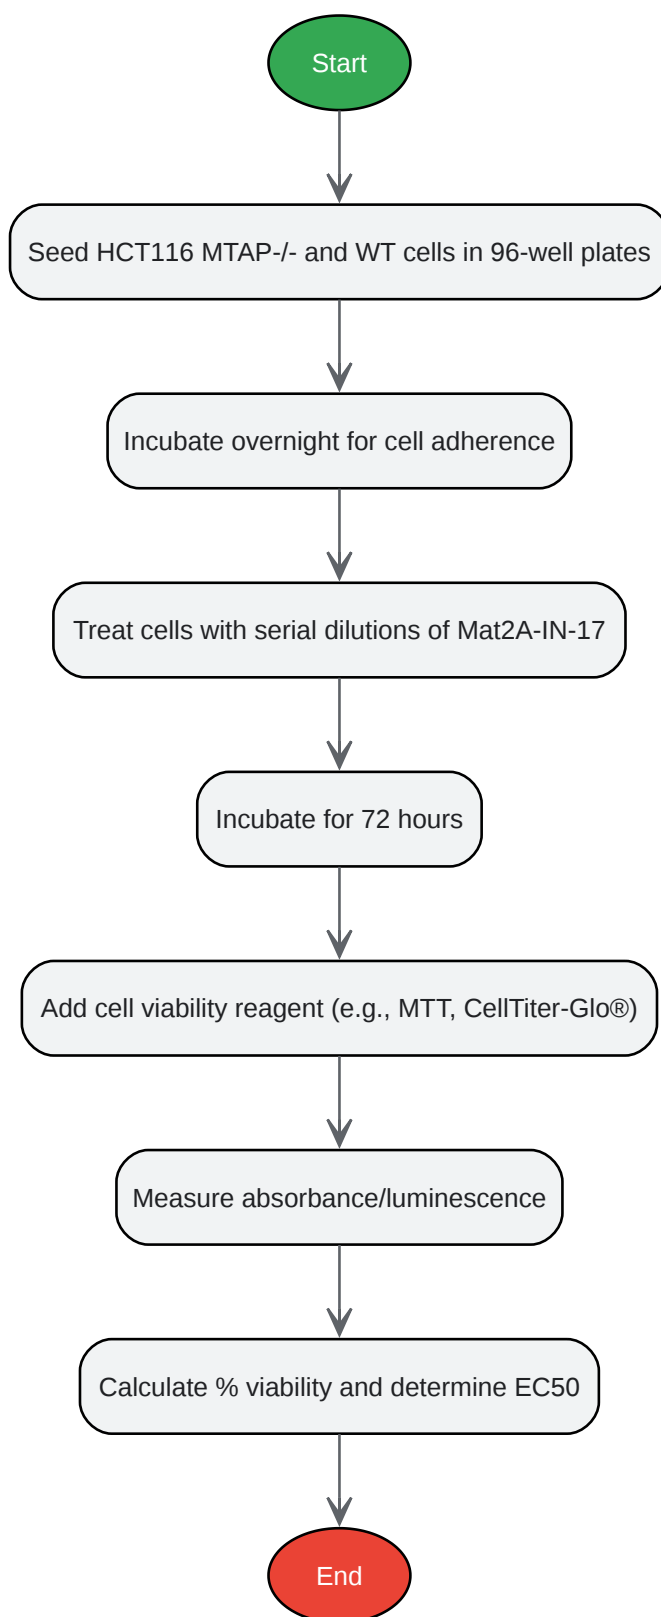 Start
Seed HCT116 MTAP-/- and WT cells in 96-well plates
Incubate overnight for cell adherence
Treat cells with serial dilutions of Mat2A-IN-17
Incubate for 72 hours
Add cell viability reagent (e.g., MTT, CellTiter-Glo®)
Measure absorbance/luminescence
Calculate % viability and determine EC50
End